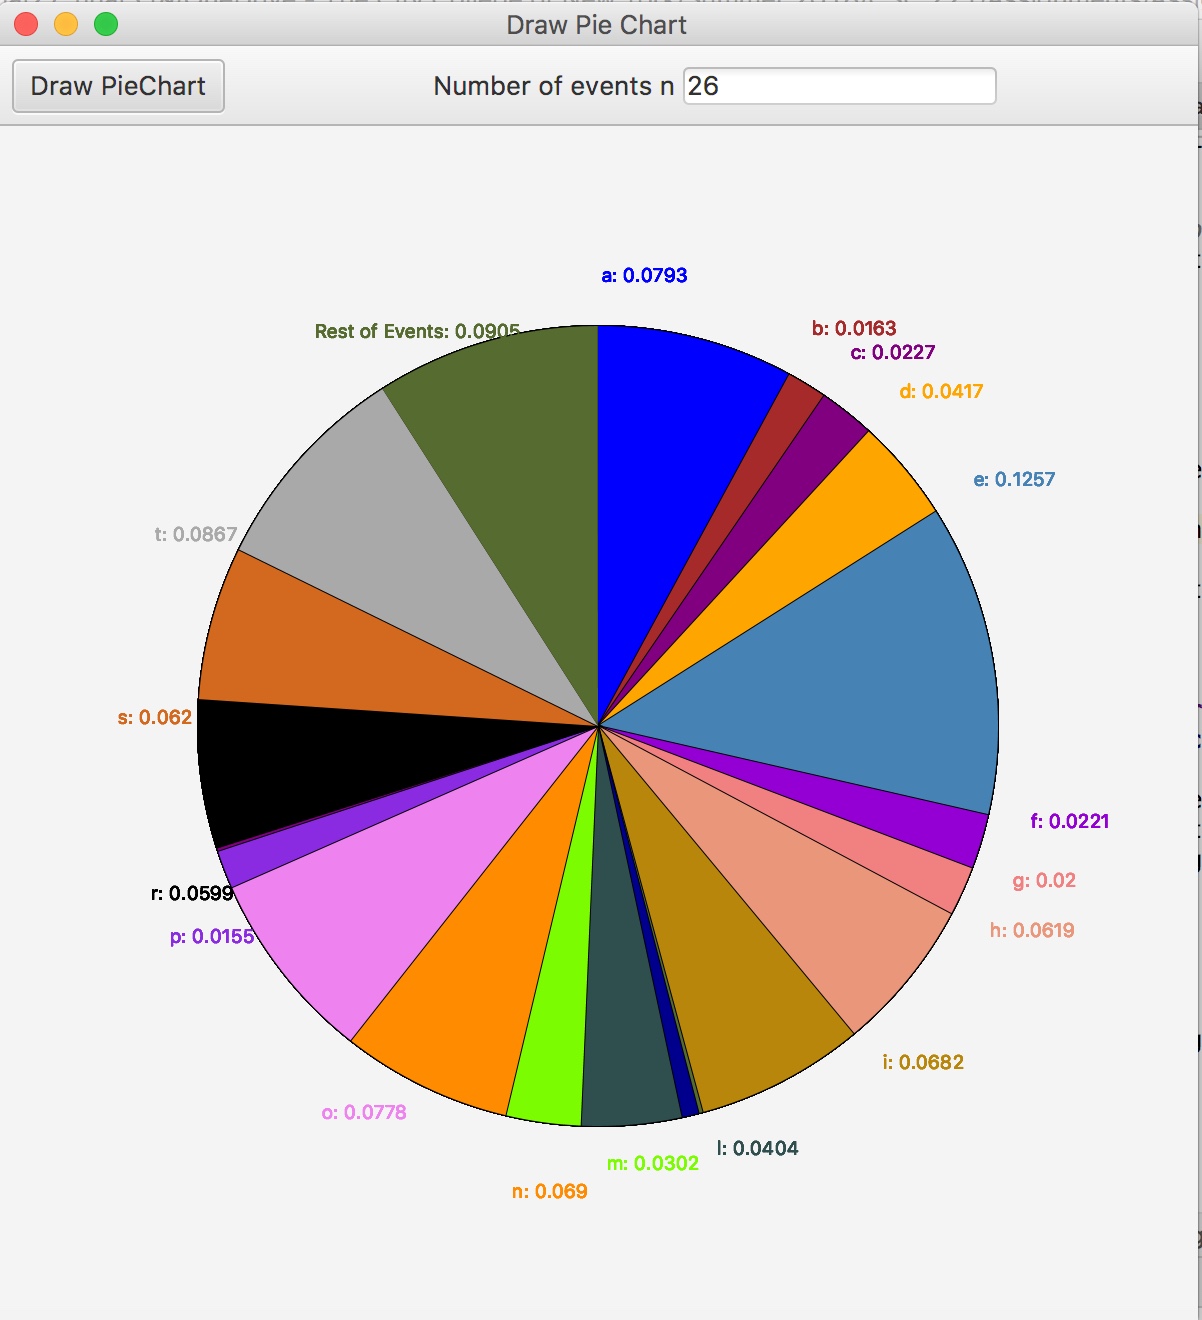 Draw Pie Chart
Draw PieChart
Number of events n 26
a: 0.0793
Rest of Events: 0.0905
b: 0.0163
c: 0.0227
d: 0.0417
e: 0.1257
t: 0.0867
s: 0.062
f: 0.0221
g: 0.02
r: 0.0599
h: 0.0619
p: 0.0155
i: 0.0682
o: 0.0778
l: 0.0404
m: 0.0302
n: 0.069